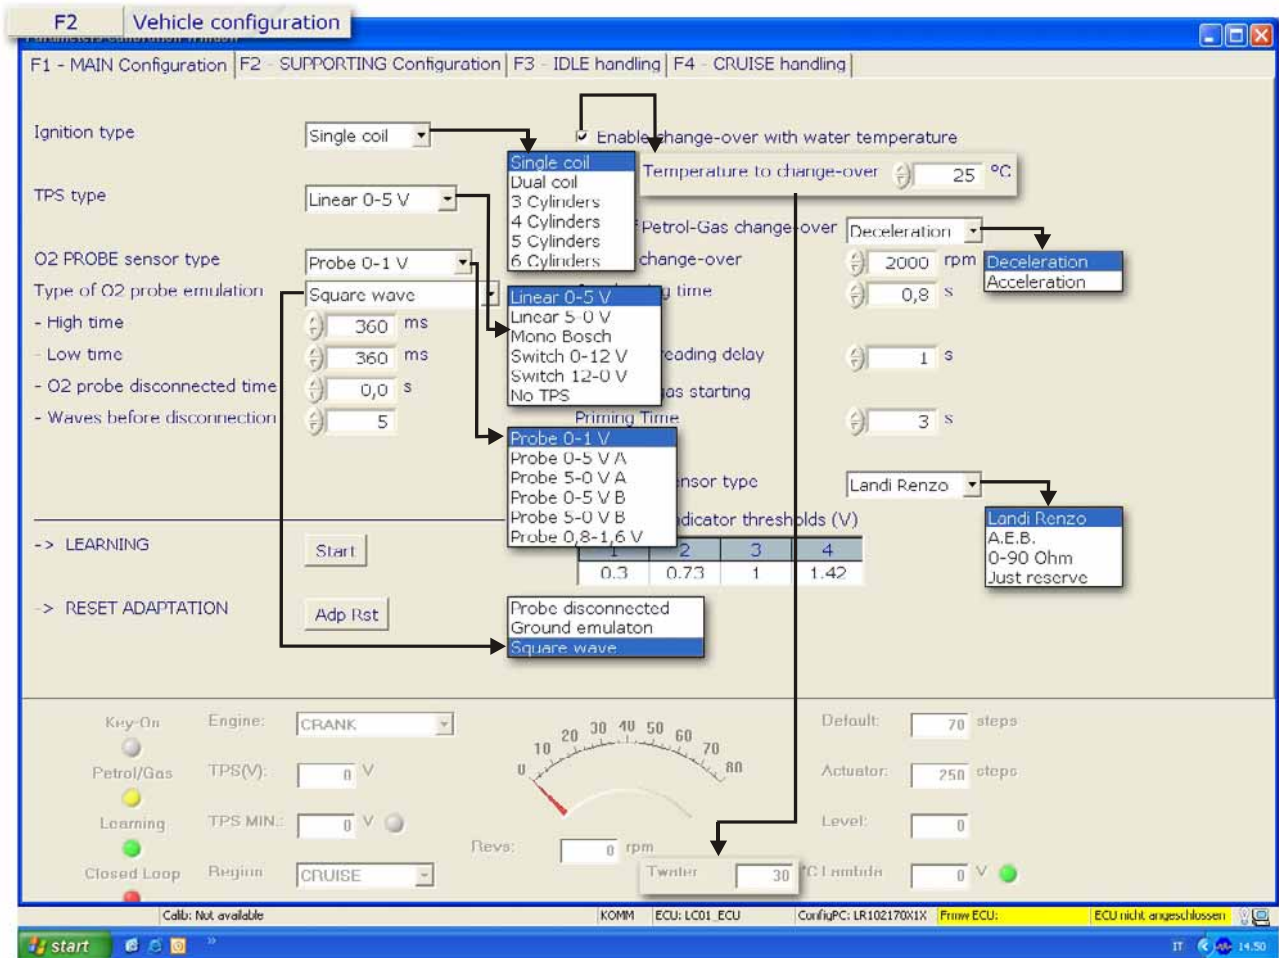 F2 Vehicle configuration
Parameters Calibration Window
F1 - MAIN Configuration F2 - SUPPORTING Configuration F3 - IDLE handling F4 - CRUISE handling
Ignition type Single coil
Enable change-over with water temperature
Single coil
Dual coil
3 Cylinders
4 Cylinders
5 Cylinders
6 Cylinders
Temperature to change-over 25 °C
TPS type Linear 0-5 V
Petrol-Gas change-over Deceleration
Deceleration
Acceleration
O2 PROBE sensor type Probe 0-1 V
change-over 2000 rpm
Type of O2 probe emulation Square wave
time 0,8 s
Linear 0-5 V
Linear 5-0 V
Mono Bosch
Switch 0-12 V
Switch 12-0 V
No TPS
- High time 360 ms
- Low time 360 ms
reading delay 1 s
- O2 probe disconnected time 0,0 s
gas starting
- Waves before disconnection 5
Priming Time 3 s
Probe 0-1 V
Probe 0-5 V A
Probe 5-0 V A
Probe 0-5 V B
Probe 5-0 V B
Probe 0,8-1,6 V
type Landi Renzo
Landi Renzo
A.E.B.
0-90 Ohm
Just reserve
thresholds (V)
1 2 3 4
0.3 0.73 1 1.42
-> LEARNING Start
-> RESET ADAPTATION Adp Rst
Probe disconnected
Ground emulaton
Square wave
Key-On Engine: CRANK
Petrol/Gas TPS(V): 0 V
Learning TPS MIN.: 0 V
Closed Loop Region CRUISE
0 10 20 30 40 50 60 70 80
Revs: 0 rpm
Twater 30 °C
Default: 70 steps
Actuator: 250 steps
Level: 0
Lambda 0 V
Calib: Not available KOMM ECU: LC01_ECU ConfigPC: LR102170X1X Frmw ECU: ECU nicht angeschlossen
start IT 14.50